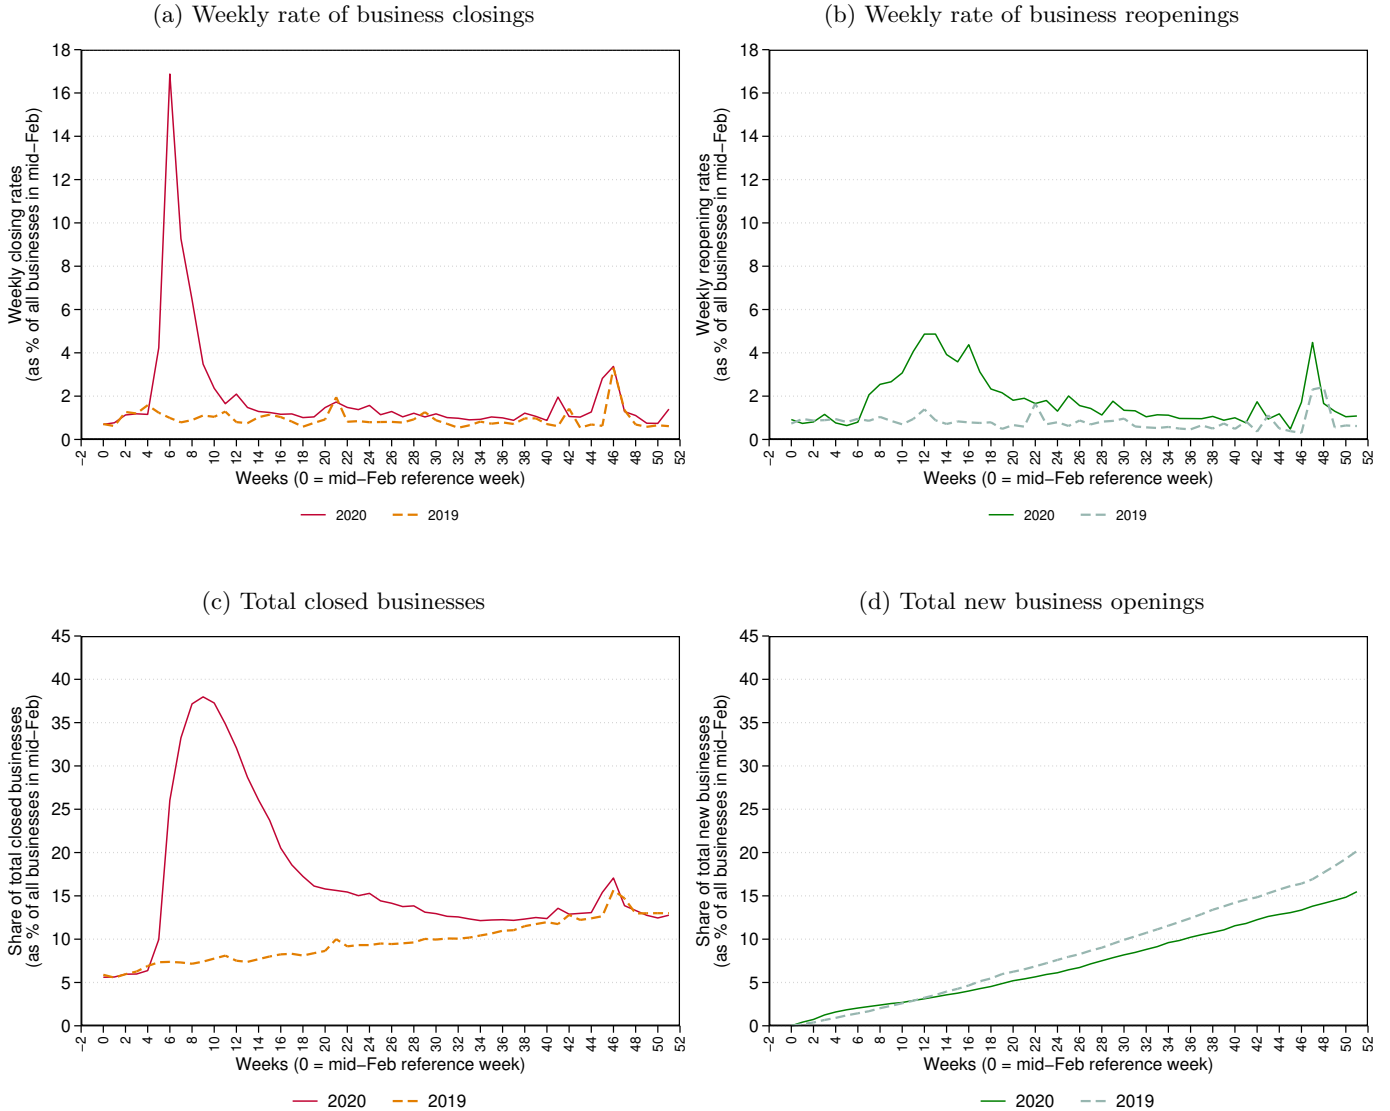 (a) Weekly rate of business closings
Weekly closing rates
(as % of all businesses in mid−Feb)
18
16
14
12
10
8
6
4
2
0
−2 0 2 4 6 8 10 12 14 16 18 20 22 24 26 28 30 32 34 36 38 40 42 44 46 48 50 52
Weeks (0 = mid−Feb reference week)
2020 2019
(b) Weekly rate of business reopenings
Weekly reopening rates
(as % of all businesses in mid−Feb)
18
16
14
12
10
8
6
4
2
0
−2 0 2 4 6 8 10 12 14 16 18 20 22 24 26 28 30 32 34 36 38 40 42 44 46 48 50 52
Weeks (0 = mid−Feb reference week)
2020 2019
(c) Total closed businesses
Share of total closed businesses
(as % of all businesses in mid−Feb)
45
40
35
30
25
20
15
10
5
0
−2 0 2 4 6 8 10 12 14 16 18 20 22 24 26 28 30 32 34 36 38 40 42 44 46 48 50 52
Weeks (0 = mid−Feb reference week)
2020 2019
(d) Total new business openings
Share of total new businesses
(as % of all businesses in mid−Feb)
45
40
35
30
25
20
15
10
5
0
−2 0 2 4 6 8 10 12 14 16 18 20 22 24 26 28 30 32 34 36 38 40 42 44 46 48 50 52
Weeks (0 = mid−Feb reference week)
2020 2019